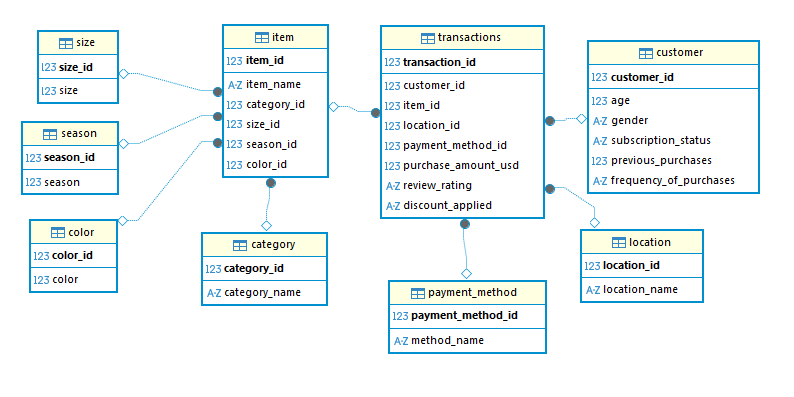 size
123 size_id
123 size
season
123 season_id
123 season
color
123 color_id
123 color
item
123 item_id
A-Z item_name
123 category_id
123 size_id
123 season_id
123 color_id
category
123 category_id
A-Z category_name
transactions
123 transaction_id
123 customer_id
123 item_id
123 location_id
123 payment_method_id
123 purchase_amount_usd
A-Z review_rating
A-Z discount_applied
payment_method
123 payment_method_id
A-Z method_name
customer
123 customer_id
123 age
A-Z gender
A-Z subscription_status
123 previous_purchases
A-Z frequency_of_purchases
location
123 location_id
A-Z location_name